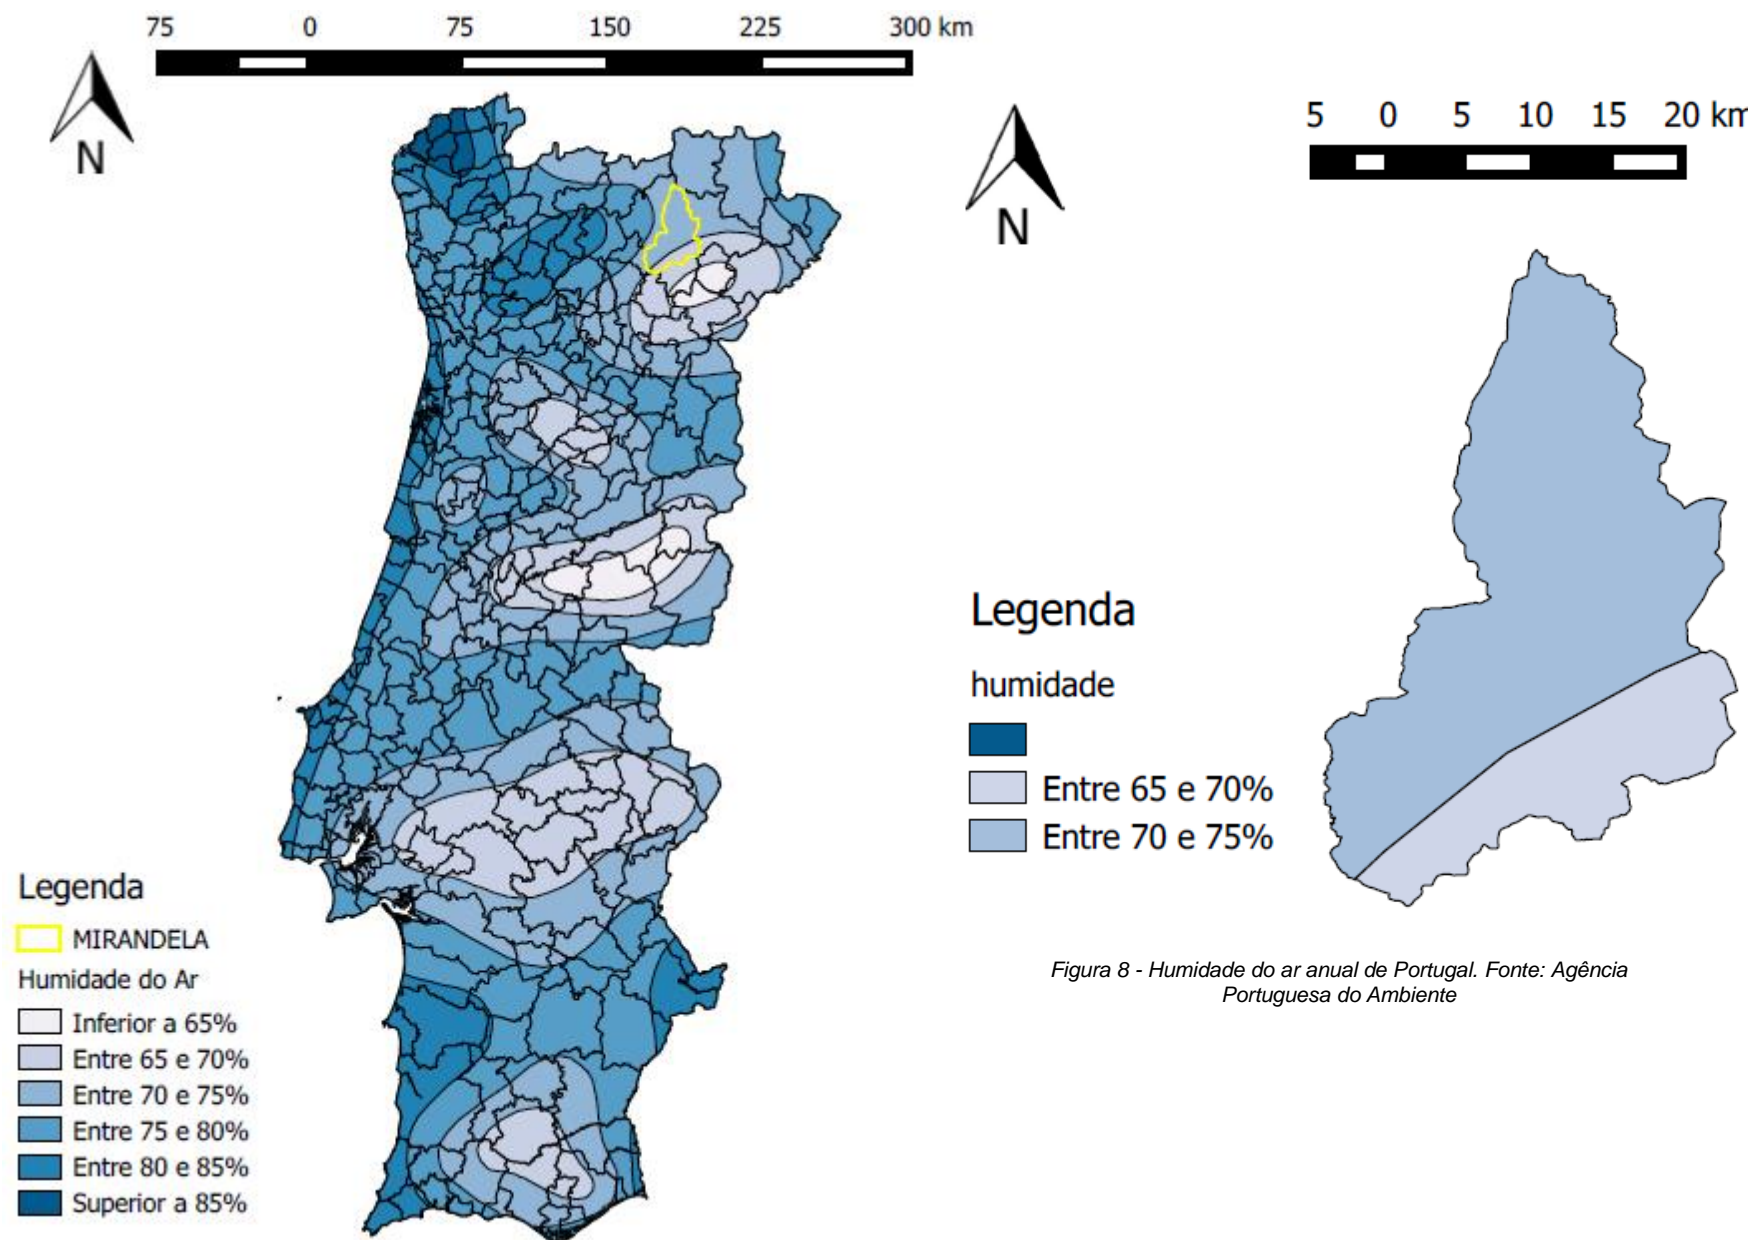 75 0 75 150 225 300 km
N
Legenda
MIRANDELA
Humidade do Ar
Inferior a 65%
Entre 65 e 70%
Entre 70 e 75%
Entre 75 e 80%
Entre 80 e 85%
Superior a 85%
5 0 5 10 15 20 km
N
Legenda
humidade
Entre 65 e 70%
Entre 70 e 75%
Figura 8 - Humidade do ar anual de Portugal. Fonte: Agência
Portuguesa do Ambiente